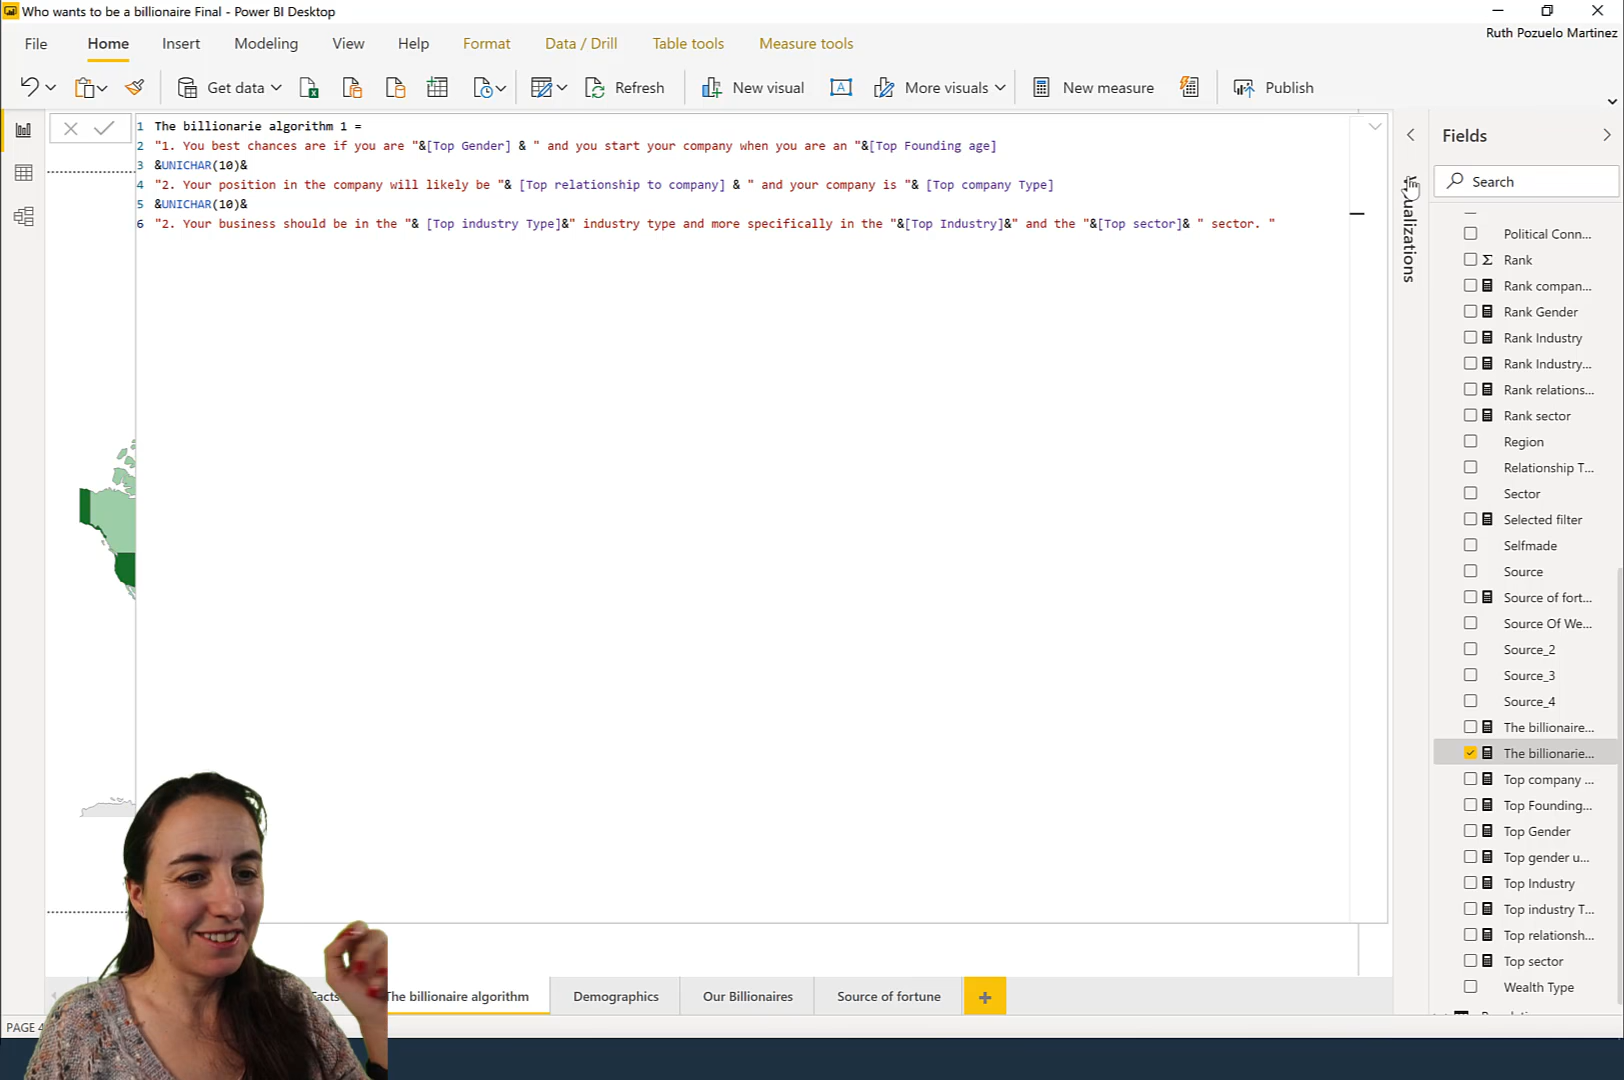 Who wants to be a billionaire Final - Power BI Desktop
Ruth Pozuelo Martinez
File Home Insert Modeling View Help Format Data / Drill Table tools Measure tools
Get data Refresh New visual A More visuals New measure Publish
1 The billionarie algorithm 1 =
2 "1. You best chances are if you are "&[Top Gender] & " and you start your company when you are an "&[Top Founding age]
3 &UNICHAR(10)&
4 "2. Your position in the company will likely be "& [Top relationship to company] & " and your company is "& [Top company Type]
5 &UNICHAR(10)&
6 "2. Your business should be in the "& [Top industry Type]&" industry type and more specifically in the "&[Top Industry]&" and the "&[Top sector]& " sector. "
Fields
Search
Political Conn...
Σ Rank
Rank compan...
Rank Gender
Rank Industry
Rank Industry...
Rank relations...
Rank sector
Region
Relationship T...
Sector
Selected filter
Selfmade
Source
Source of fort...
Source Of We...
Source_2
Source_3
Source_4
The billionaire...
The billionarie...
Top company ...
Top Founding...
Top Gender
Top gender u...
Top Industry
Top industry T...
Top relationsh...
Top sector
Wealth Type
The billionaire algorithm Demographics Our Billionaires Source of fortune +
PAGE 4